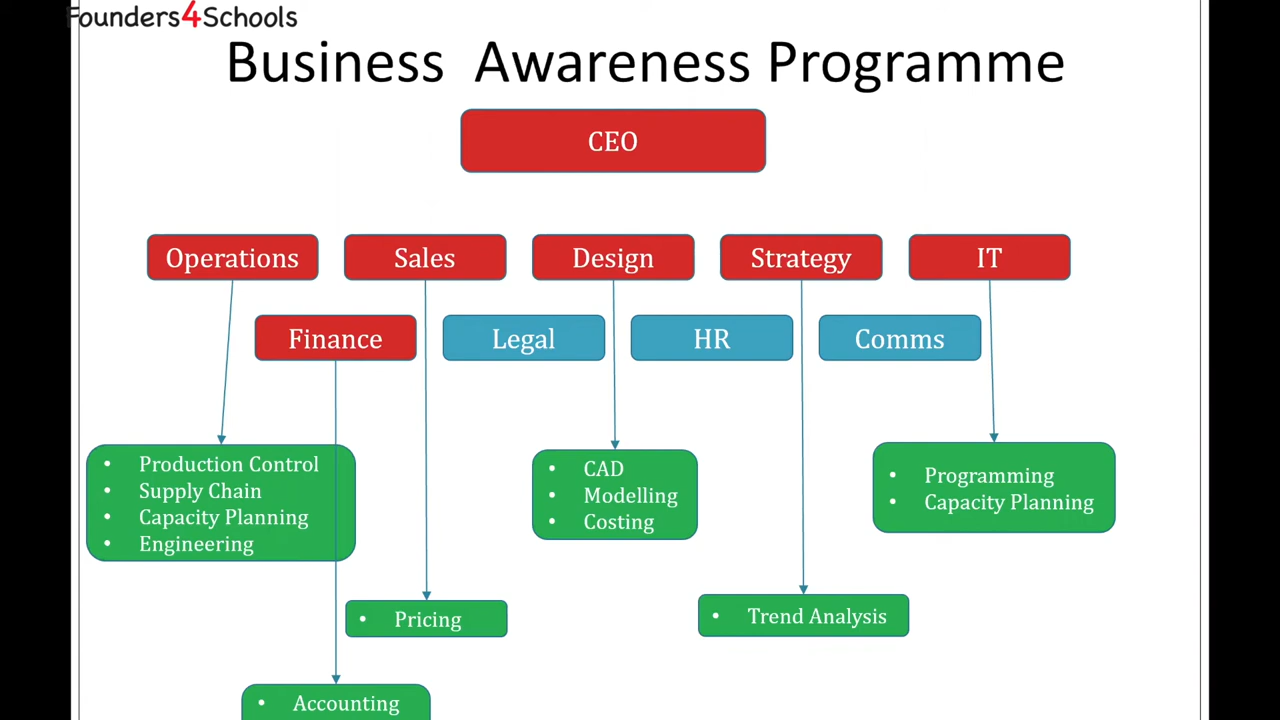 Founders4Schools
Business Awareness Programme
CEO
Operations
Sales
Design
Strategy
IT
Finance
Legal
HR
Comms
• Production Control
• Supply Chain
• Capacity Planning
• Engineering
• CAD
• Modelling
• Costing
• Programming
• Capacity Planning
• Pricing
• Trend Analysis
• Accounting